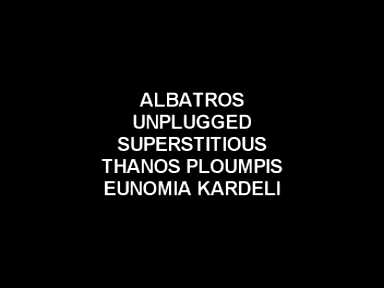 ALBATROS
UNPLUGGED
SUPERSTITIOUS
THANOS PLOUMPIS
EUNOMIA KARDELI